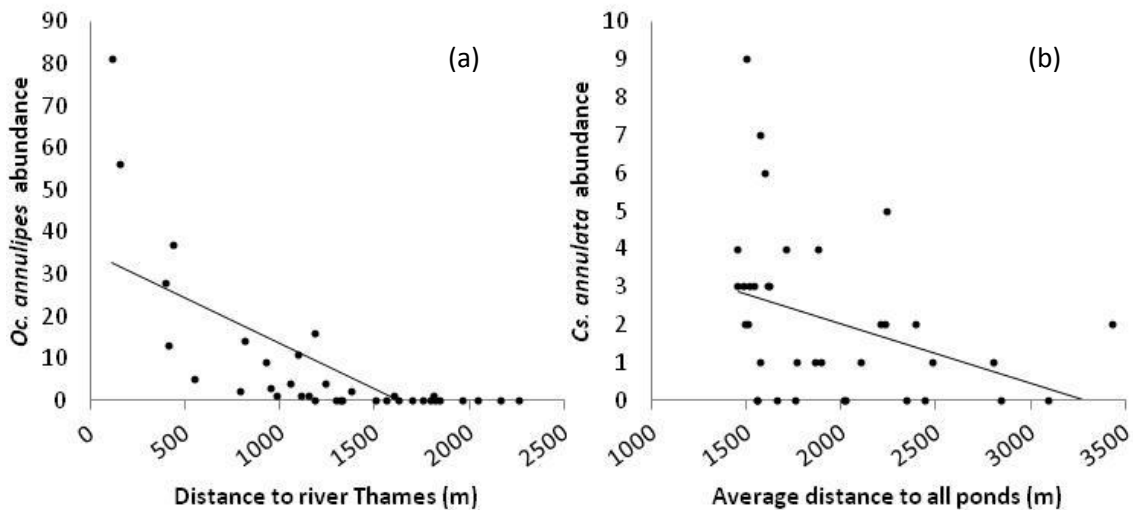 (a)
Oc. annulipes abundance
90
80
70
60
50
40
30
20
10
0
0 500 1000 1500 2000 2500
Distance to river Thames (m)
(b)
Cs. annulata abundance
10
9
8
7
6
5
4
3
2
1
0
1000 1500 2000 2500 3000 3500
Average distance to all ponds (m)